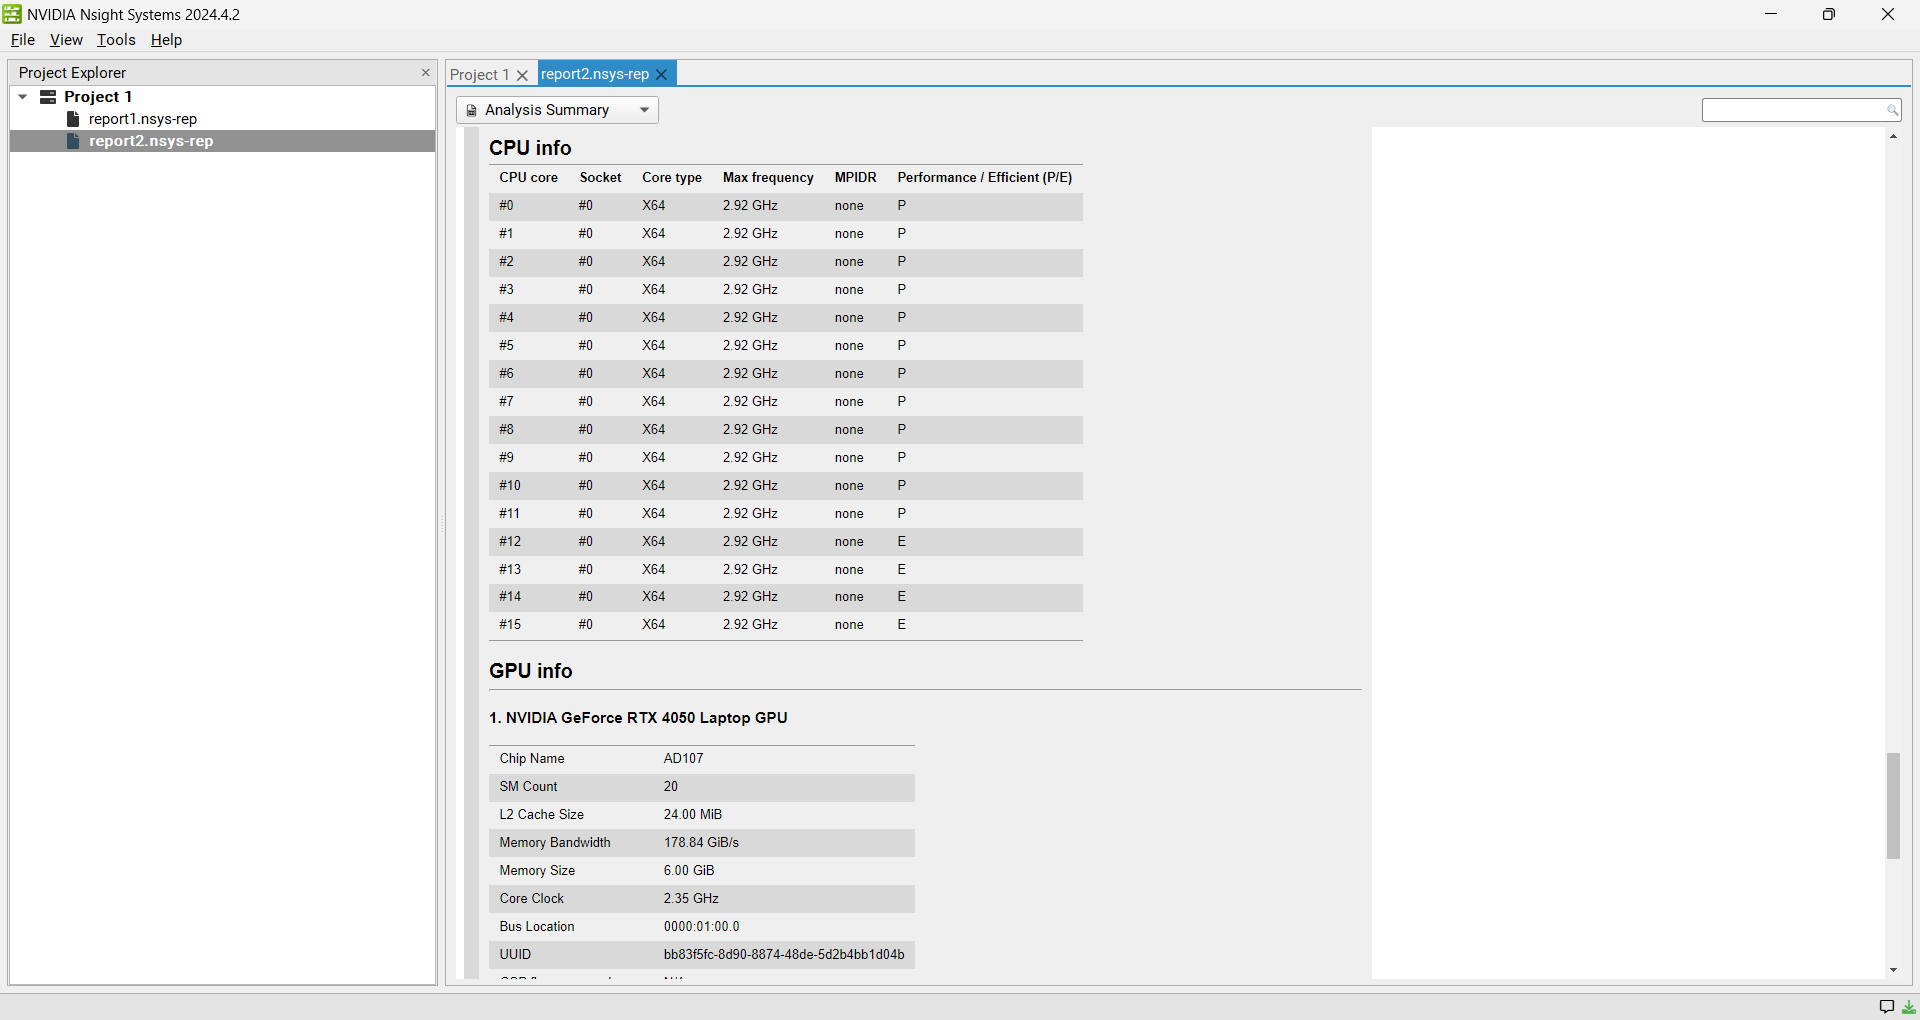 NVIDIA Nsight Systems 2024.4.2
File View Tools Help
Project Explorer
Project 1
report1.nsys-rep
report2.nsys-rep
Project 1 report2.nsys-rep
Analysis Summary
CPU info
CPU core Socket Core type Max frequency MPIDR Performance / Efficient (P/E)
#0 #0 X64 2.92 GHz none P
#1 #0 X64 2.92 GHz none P
#2 #0 X64 2.92 GHz none P
#3 #0 X64 2.92 GHz none P
#4 #0 X64 2.92 GHz none P
#5 #0 X64 2.92 GHz none P
#6 #0 X64 2.92 GHz none P
#7 #0 X64 2.92 GHz none P
#8 #0 X64 2.92 GHz none P
#9 #0 X64 2.92 GHz none P
#10 #0 X64 2.92 GHz none P
#11 #0 X64 2.92 GHz none P
#12 #0 X64 2.92 GHz none E
#13 #0 X64 2.92 GHz none E
#14 #0 X64 2.92 GHz none E
#15 #0 X64 2.92 GHz none E
GPU info
1. NVIDIA GeForce RTX 4050 Laptop GPU
Chip Name AD107
SM Count 20
L2 Cache Size 24.00 MiB
Memory Bandwidth 178.84 GiB/s
Memory Size 6.00 GiB
Core Clock 2.35 GHz
Bus Location 0000:01:00.0
UUID bb83f5fc-8d90-8874-48de-5d2b4bb1d04b